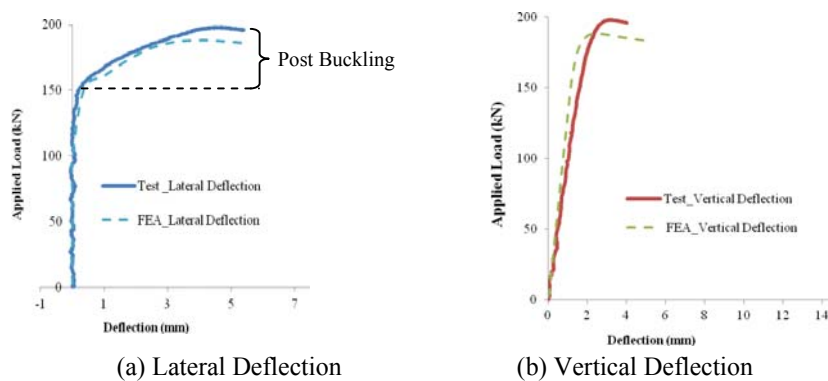 200
150
100
50
0
-1 1 3 5 7
Applied Load (kN)
Deflection (mm)
Post Buckling
Test _Lateral Deflection
FEA_Lateral Deflection
(a) Lateral Deflection
200
150
100
50
0
0 2 4 6 8 10 12 14
Applied Load (kN)
Deflection (mm)
Test_Vertical Deflection
FEA_Vertical Deflection
(b) Vertical Deflection